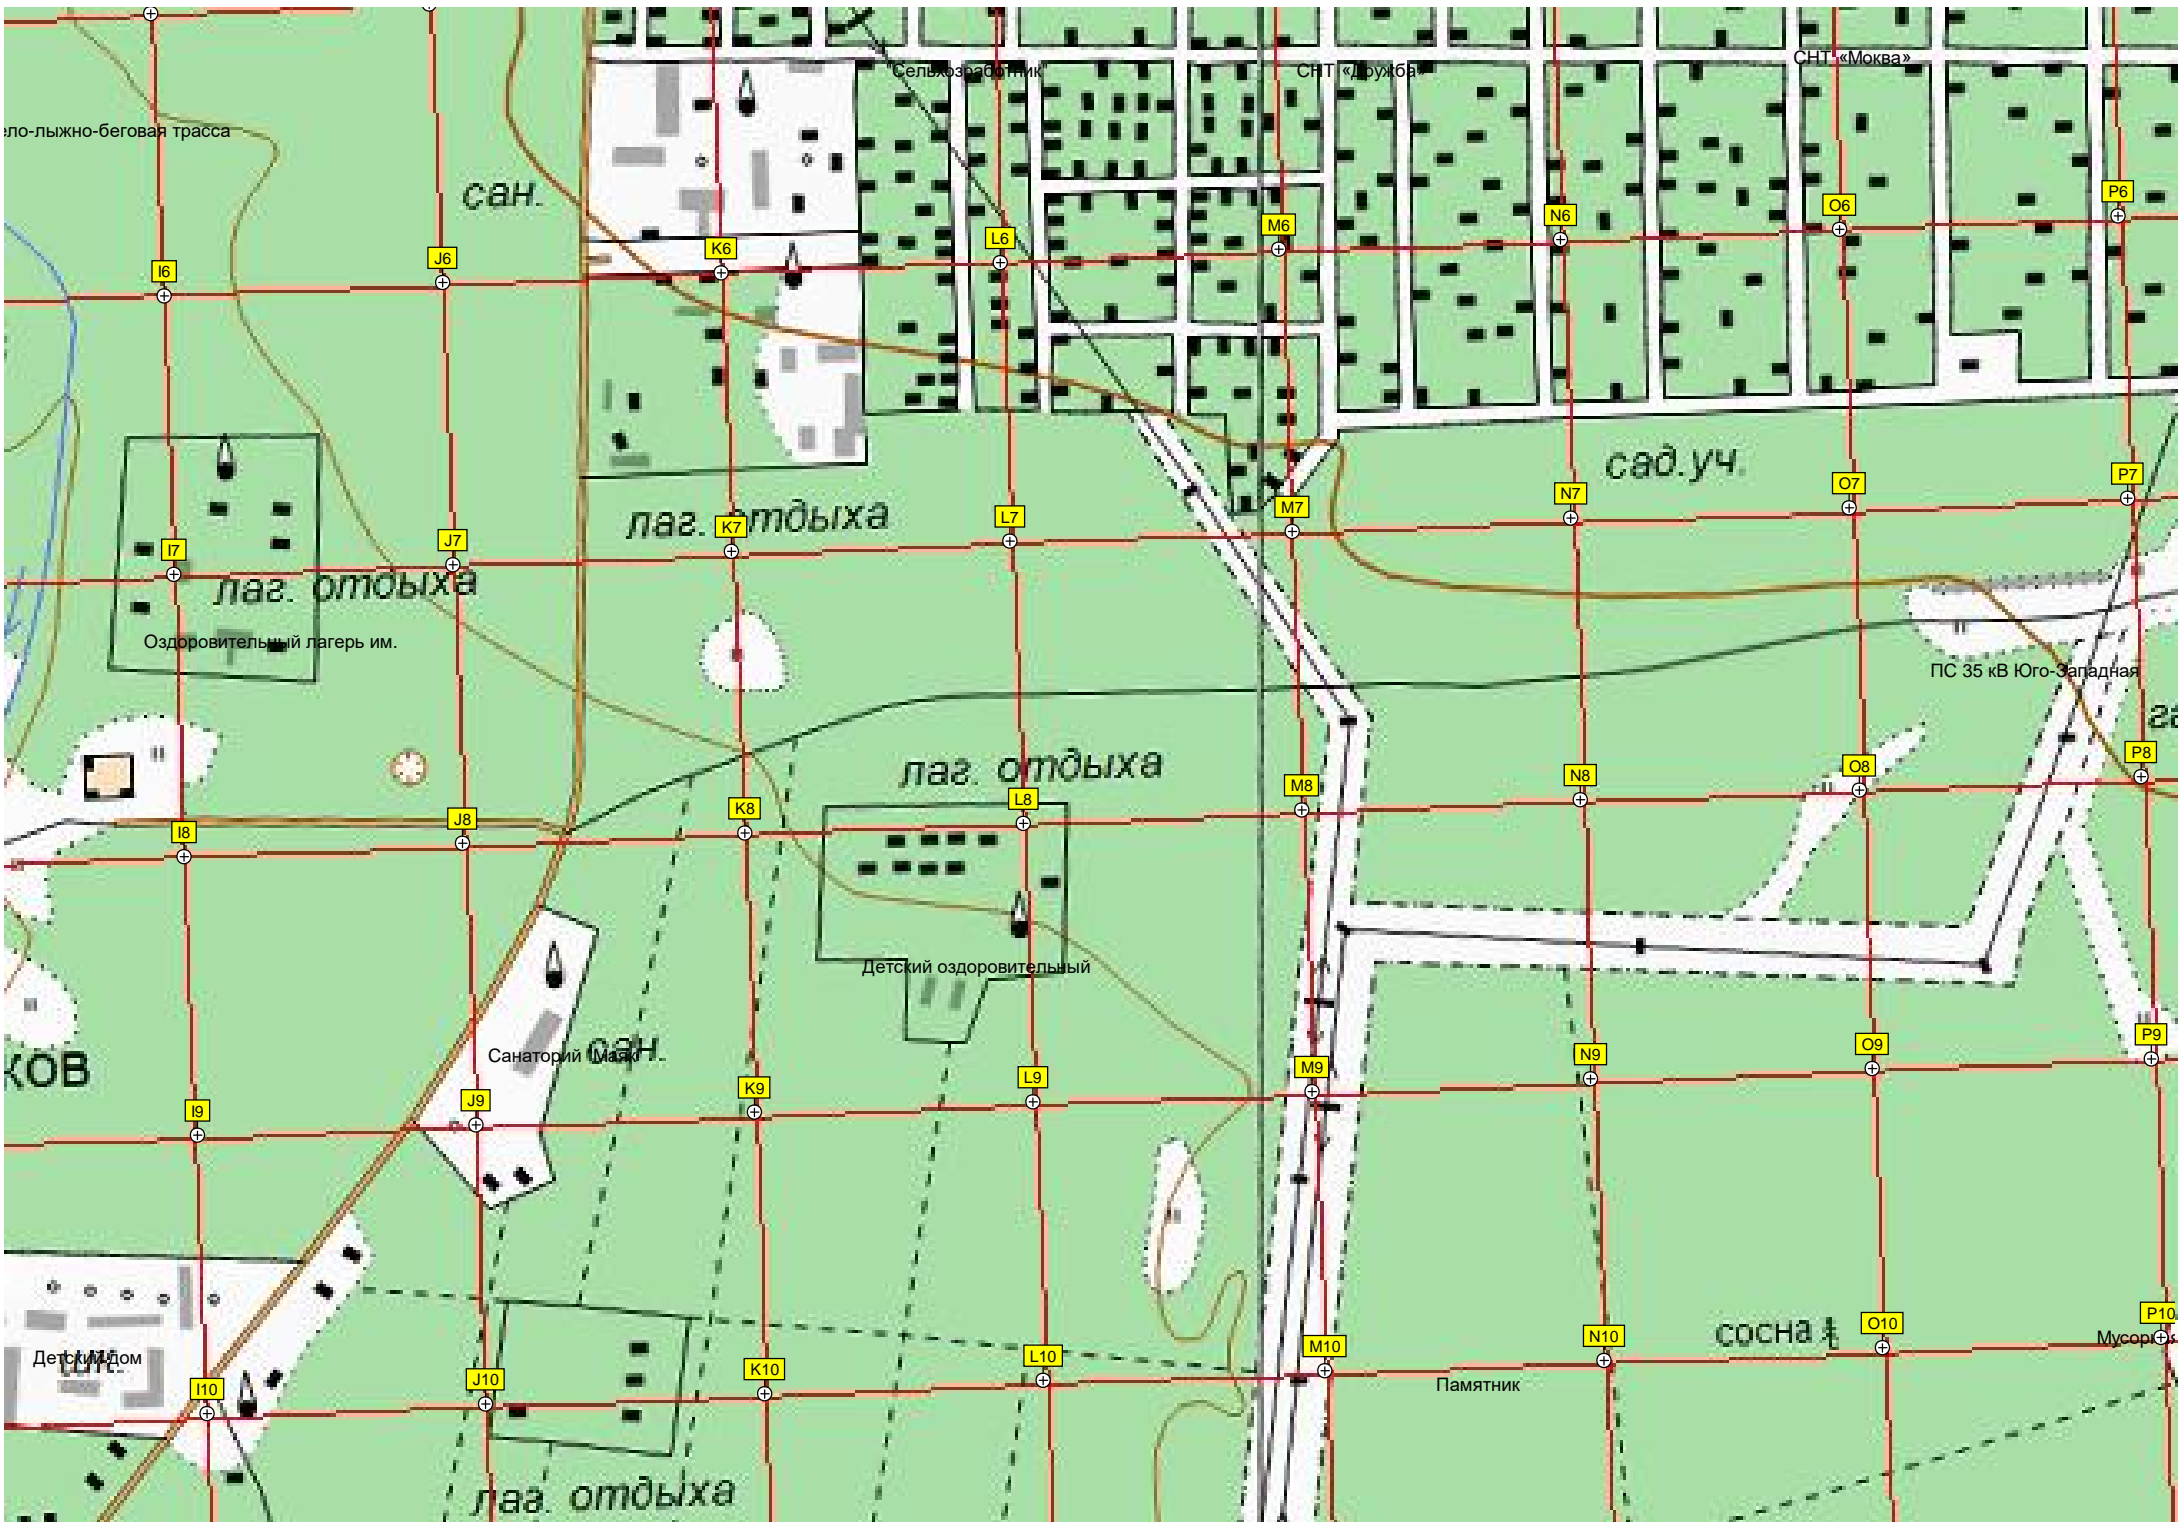 Сельхозработник
СНТ «Дружба»
СНТ «Моква»
ело-лыжно-беговая трасса
сан.
P6
O6
N6
M6
L6
K6
J6
I6
сад.уч.
P7
O7
N7
M7
L7
K7
J7
I7
лаг. отдыха
лаг. отдыха
Оздоровительный лагерь им.
ПС 35 кВ Юго-Западная
лаг. отдыха
P8
O8
N8
M8
L8
K8
J8
I8
Детский оздоровительный
сан.
Санаторий "Маяк"
КОВ
P9
O9
N9
M9
L9
K9
J9
I9
сосна
P10
O10
N10
M10
L10
K10
J10
I10
Детский дом
шк.
Памятник
лаг. отдыха